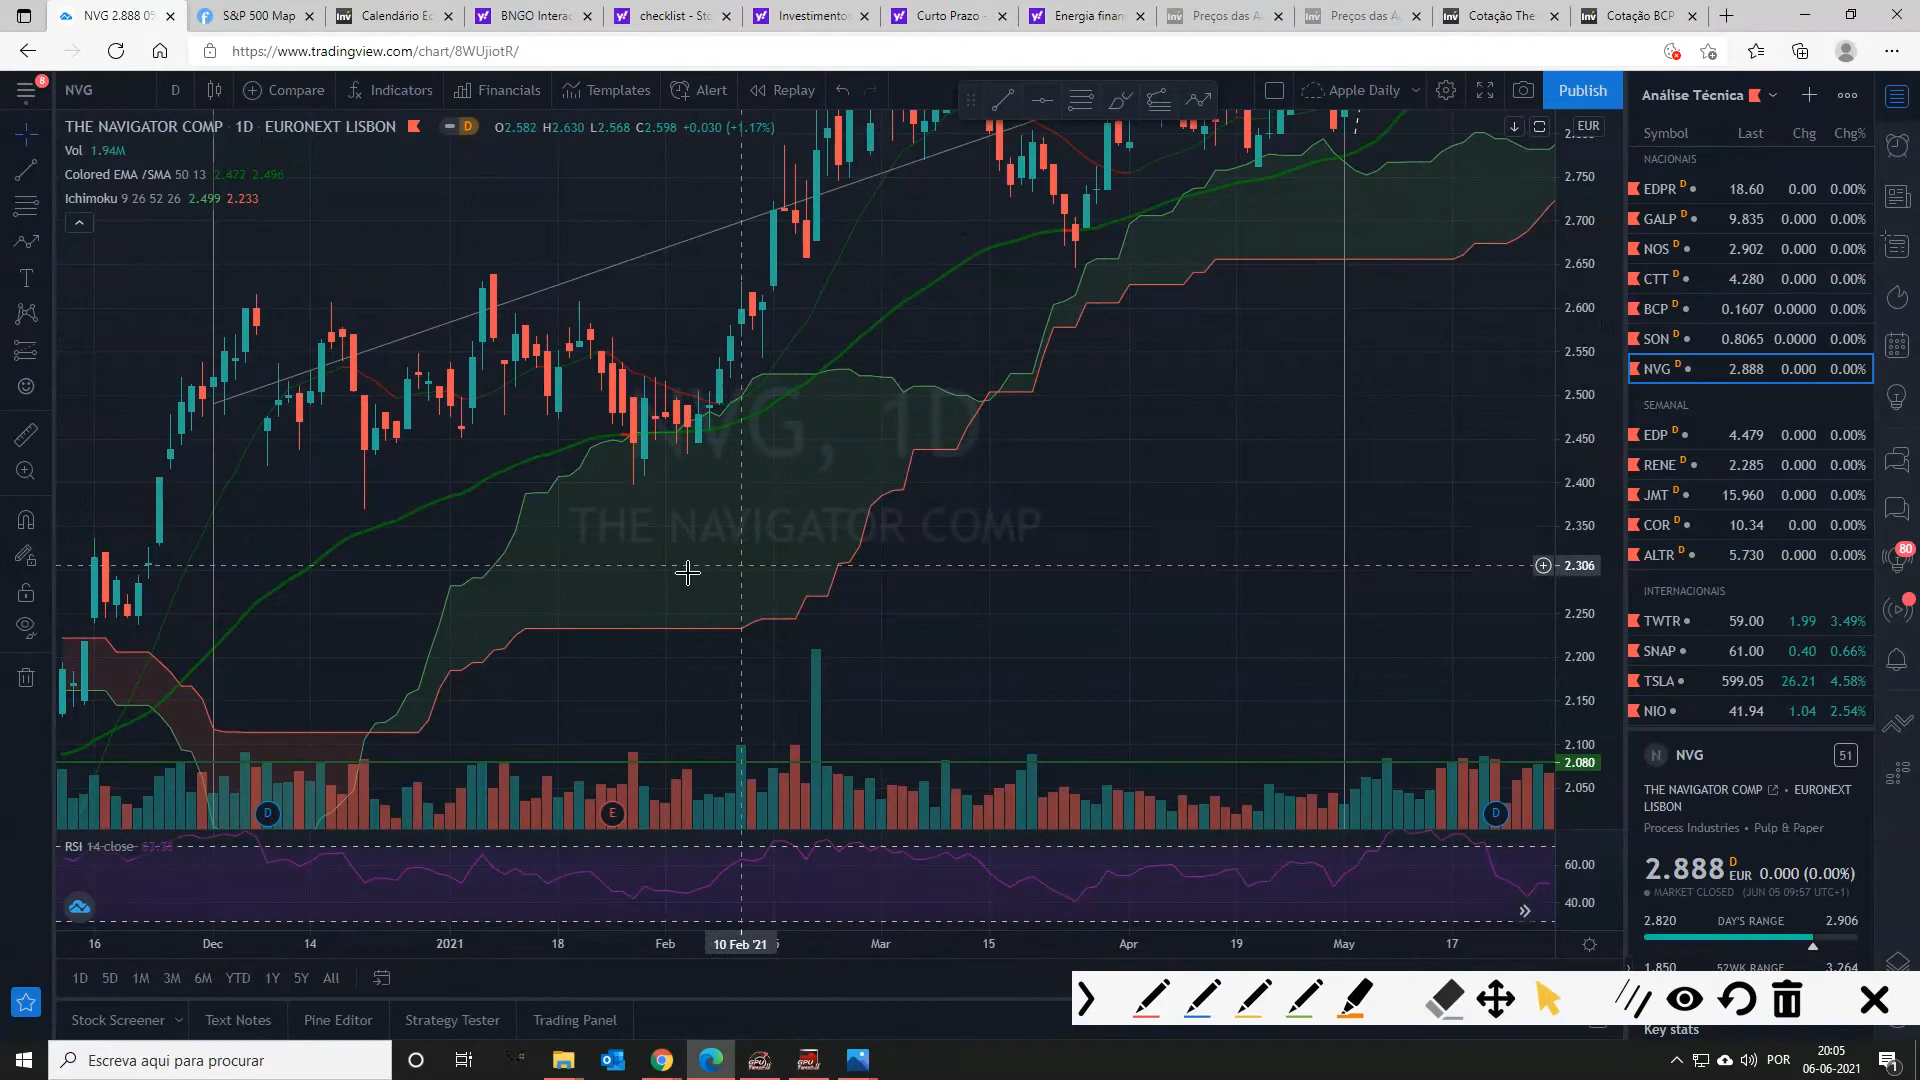 NVG 2.888 0%
S&P 500 Map
Calendário Ec
BNGO Interac
checklist - Sto
Investimentos
Curto Prazo -
Energia finan
Preços das A
Preços das A
Cotação The
Cotação BCP
https://www.tradingview.com/chart/8WUjiotR/
8
NVG
D
Compare
Indicators
Financials
Templates
Alert
Replay
Apple Daily
Publish
Análise Técnica
THE NAVIGATOR COMP · 1D · EURONEXT LISBON
D
O2.582 H2.630 L2.568 C2.598 +0.030 (+1.17%)
EUR
Vol 1.94M
Colored EMA /SMA 50 13 2.472 2.496
Ichimoku 9 26 52 26 2.499 2.233
2.750
2.700
2.650
2.600
2.550
2.500
2.450
2.400
2.350
2.306
2.250
2.200
2.150
2.100
2.080
2.050
NVG, 1D
THE NAVIGATOR COMP
D
E
D
RSI 14 close
60.00
40.00
16
Dec
14
2021
18
Feb
10 Feb '21
Mar
15
Apr
19
May
17
1D 5D 1M 3M 6M YTD 1Y 5Y All
Stock Screener
Text Notes
Pine Editor
Strategy Tester
Trading Panel
Symbol Last Chg Chg%
NACIONAIS
EDPR D 18.60 0.00 0.00%
GALP D 9.835 0.000 0.00%
NOS D 2.902 0.000 0.00%
CTT D 4.280 0.000 0.00%
BCP D 0.1607 0.0000 0.00%
SON D 0.8065 0.0000 0.00%
NVG D 2.888 0.000 0.00%
SEMANAL
EDP D 4.479 0.000 0.00%
RENE D 2.285 0.000 0.00%
JMT D 15.960 0.000 0.00%
COR D 10.34 0.00 0.00%
ALTR D 5.730 0.000 0.00%
INTERNACIONAIS
TWTR 59.00 1.99 3.49%
SNAP 61.00 0.40 0.66%
TSLA 599.05 26.21 4.58%
NIO 41.94 1.04 2.54%
80
N NVG
51
THE NAVIGATOR COMP • EURONEXT
LISBON
Process Industries • Pulp & Paper
2.888 D EUR 0.000 (0.00%)
MARKET CLOSED (JUN 05 09:57 UTC+1)
2.820 DAY'S RANGE 2.906
1.850 52WK RANGE 3.264
Key stats
Escreva aqui para procurar
POR
20:05
06-06-2021
1